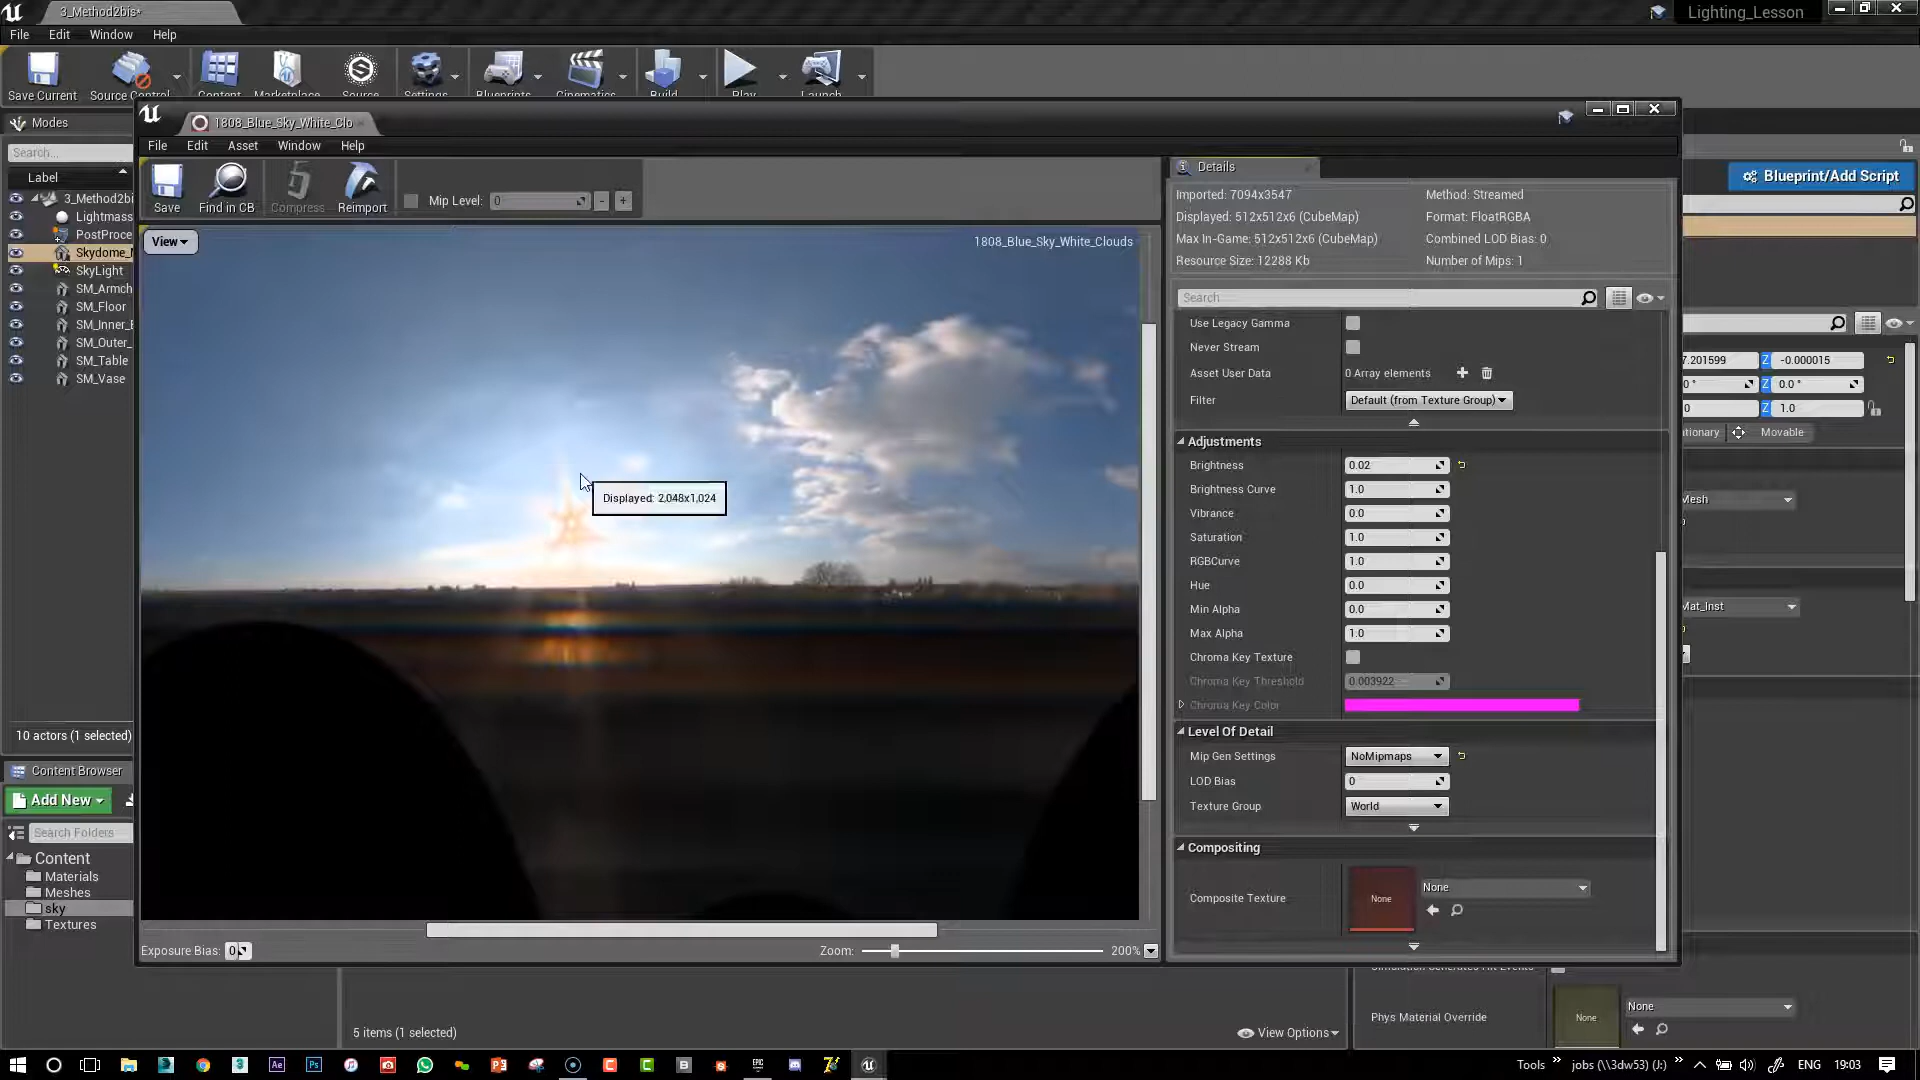 3_Method2bis*
Lighting_Lesson
File Edit Window Help
Save Current
Source Control
Content
Marketplace
Source
Settings
Blueprints
Cinematics
Build
Play
Launch
Modes
Search...
Label
3_Method2bi
Lightmass
PostProce
Skydome_
SkyLight
SM_Armch
SM_Floor
SM_Inner_
SM_Outer_
SM_Table
SM_Vase
10 actors (1 selected)
Content Browser
Add New
Search Folders
Content
Materials
Meshes
sky
Textures
1808_Blue_Sky_White_Clo
File Edit Asset Window Help
Save
Find in CB
Compress
Reimport
Mip Level: 0 - +
View
1808_Blue_Sky_White_Clouds
Displayed: 2,048x1,024
Exposure Bias: 0
Zoom: 200%
Details
Imported: 7094x3547 Method: Streamed
Displayed: 512x512x6 (CubeMap) Format: FloatRGBA
Max In-Game: 512x512x6 (CubeMap) Combined LOD Bias: 0
Resource Size: 12288 Kb Number of Mips: 1
Search
Use Legacy Gamma
Never Stream
Asset User Data 0 Array elements
Filter Default (from Texture Group)
Adjustments
Brightness 0.02
Brightness Curve 1.0
Vibrance 0.0
Saturation 1.0
RGBCurve 1.0
Hue 0.0
Min Alpha 0.0
Max Alpha 1.0
Chroma Key Texture
Chroma Key Threshold 0.003922
Chroma Key Color
Level Of Detail
Mip Gen Settings NoMipmaps
LOD Bias 0
Texture Group World
Compositing
Composite Texture None None
Blueprint/Add Script
7.201599 Z -0.000015
0° Z 0.0°
0 Z 1.0
tionary Movable
Mesh
Mat_Inst
Simulation Generates Hit Events
Phys Material Override None None
5 items (1 selected)
View Options
Tools jobs (\\3dw53) (J:) ENG 19:03